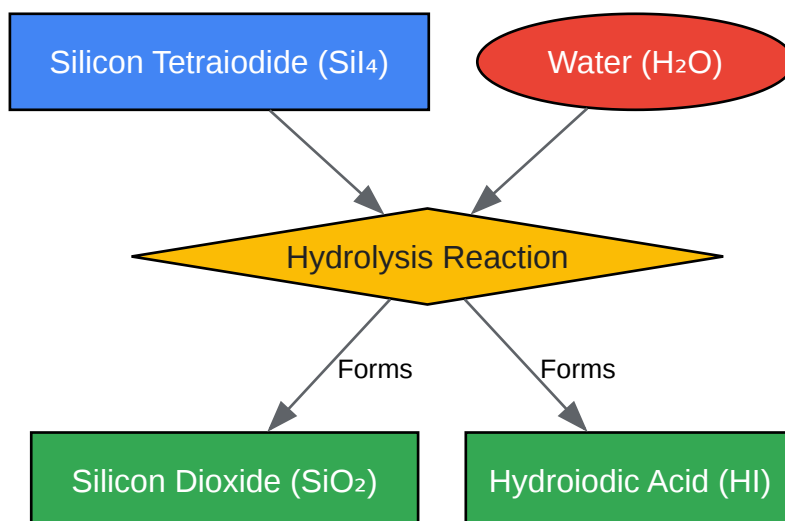 Silicon Tetraiodide (SiI₄)
Water (H₂O)
Hydrolysis Reaction
Forms
Forms
Silicon Dioxide (SiO₂)
Hydroiodic Acid (HI)